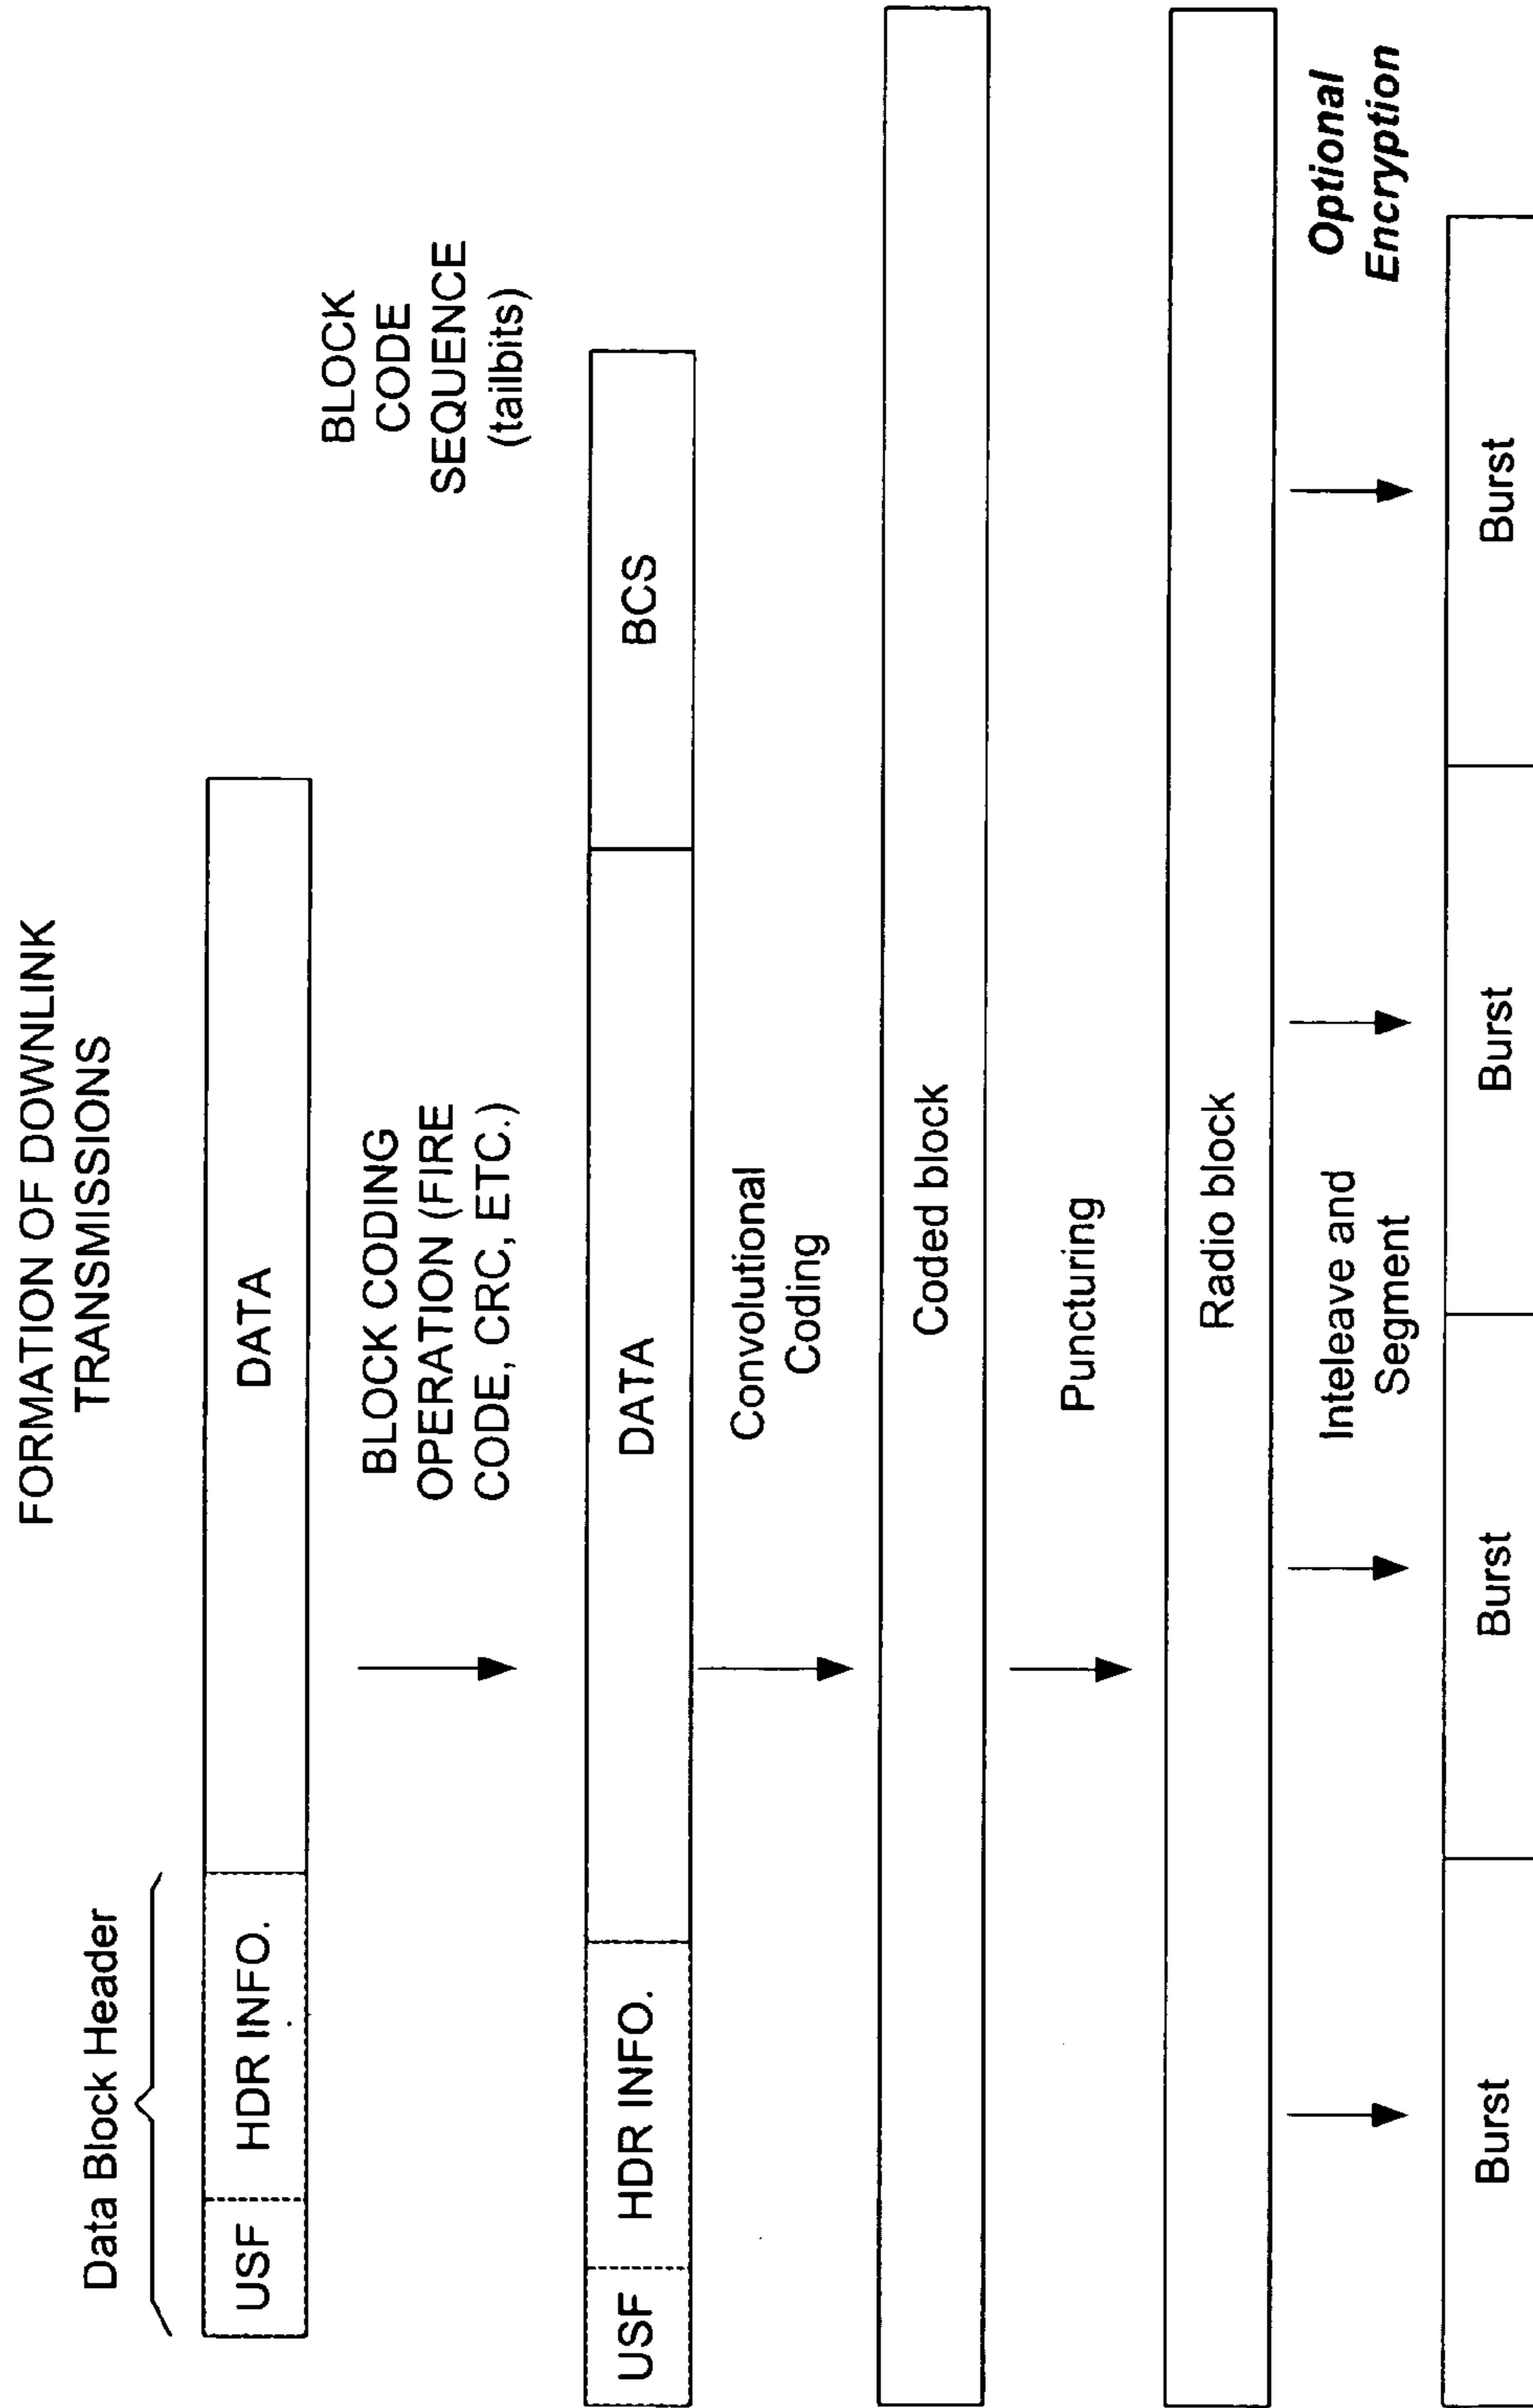 FORMATION OF DOWNLINK
TRANSMISSIONS
Data Block Header
USF HDR INFO. DATA
BLOCK CODING
OPERATION (FIRE
CODE, CRC, ETC.)
BLOCK
CODE
SEQUENCE
(tailbits)
USF HDR INFO. DATA BCS
Convolutional
Coding
Coded block
Puncturing
Radio block
Inteleave and
Segment
Optional
Encryption
Burst Burst Burst Burst